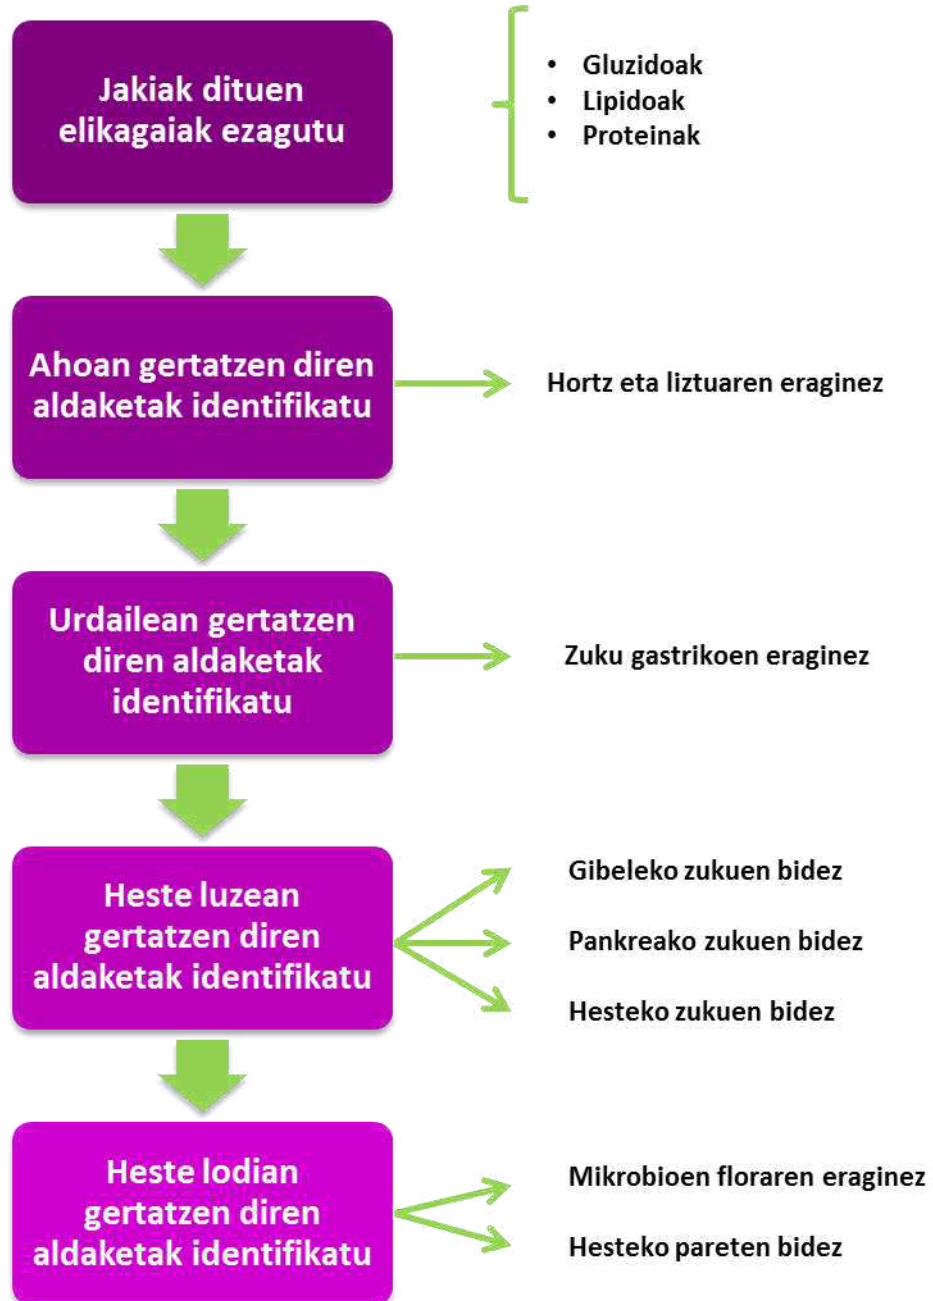 Jakiak dituen
elikagaiak ezagutu
• Gluzidoak
• Lipidoak
• Proteinak
Ahoan gertatzen diren
aldaketak identifikatu
Hortz eta liztuaren eraginez
Urdailean gertatzen
diren aldaketak
identifikatu
Zuku gastrikoen eraginez
Heste luzean
gertatzen diren
aldaketak identifikatu
Gibeleko zukuen bidez
Pankreako zukuen bidez
Hesteko zukuen bidez
Heste lodian
gertatzen diren
aldaketak identifikatu
Mikrobioen floraren eraginez
Hesteko pareten bidez